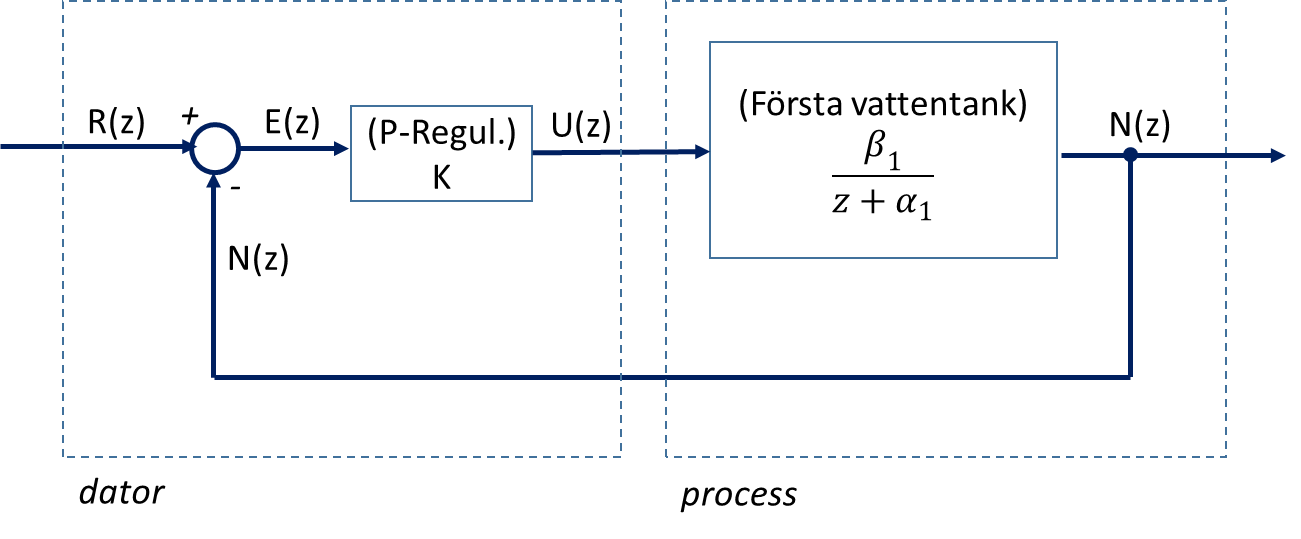 R(z)
+
E(z)
(P-Regul.)
K
U(z)
(Första vattentank)
β₁
z + α₁
N(z)
-
N(z)
dator
process